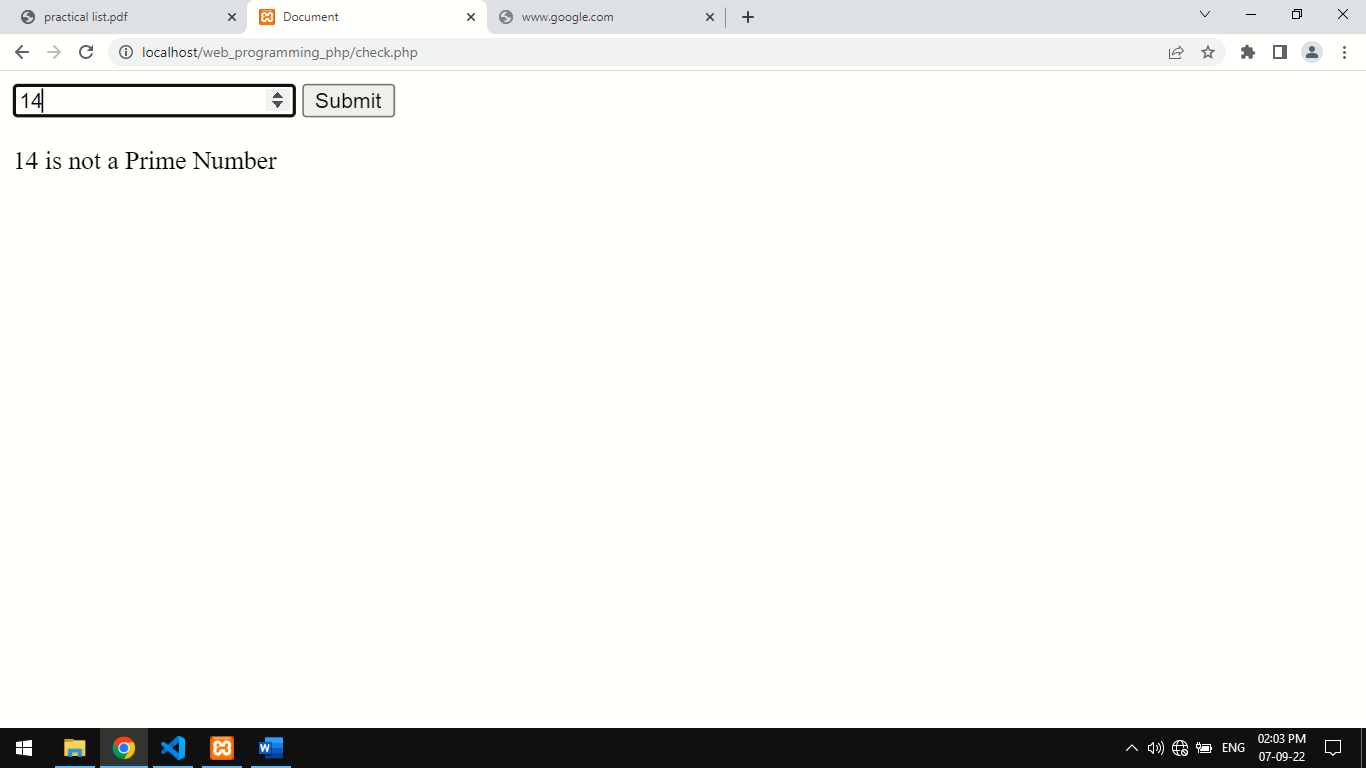 practical list.pdf
Document
www.google.com
localhost/web_programming_php/check.php
14
Submit
14 is not a Prime Number
W
ENG
02:03 PM
07-09-22